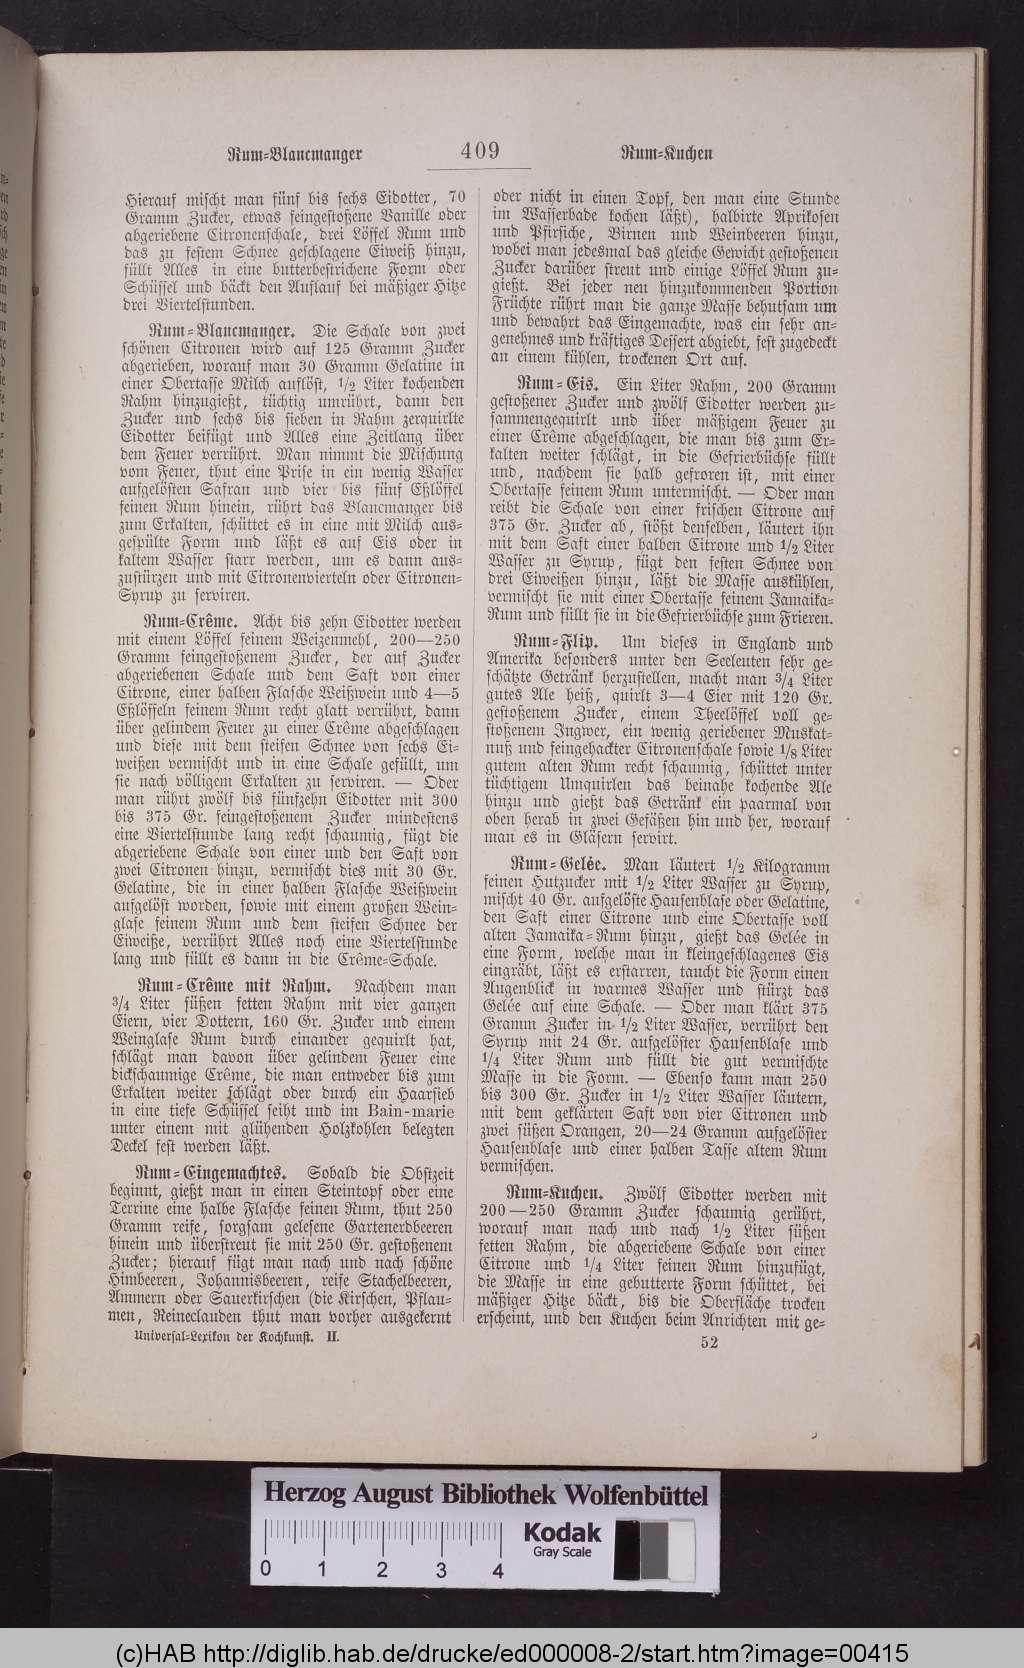 Rum-Blancmanger 409 Rum-Kuchen
Hierauf mischt man fünf bis sechs Eidotter, 70
Gramm Zucker, etwas feingestoßene Vanille oder
abgeriebene Citronenschale, drei Löffel Rum und
das zu festem Schnee geschlagene Eiweiß hinzu,
füllt Alles in eine butterbestrichene Form oder
Schüssel und bäckt den Auflauf bei mäßiger Hitze
drei Viertelstunden.
Rum-Blancmanger. Die Schale von zwei
schönen Citronen wird auf 125 Gramm Zucker
abgerieben, worauf man 30 Gramm Gelatine in
einer Obertasse Milch auflöst, 1/2 Liter kochenden
Rahm hinzugießt, tüchtig umrührt, dann den
Zucker und sechs bis sieben in Rahm zerquirlte
Eidotter beifügt und Alles eine Zeitlang über
dem Feuer verrührt. Man nimmt die Mischung
vom Feuer, thut eine Prise in ein wenig Wasser
aufgelösten Safran und vier bis fünf Eßlöffel
feinen Rum hinein, rührt das Blancmanger bis
zum Erkalten, schüttet es in eine mit Milch aus-
gespülte Form und läßt es auf Eis oder in
kaltem Wasser starr werden, um es dann aus-
zustürzen und mit Citronenvierteln oder Citronen-
Syrup zu serviren.
Rum-Crême. Acht bis zehn Eidotter werden
mit einem Löffel feinem Weizenmehl, 200—250
Gramm feingestoßenem Zucker, der auf Zucker
abgeriebenen Schale und dem Saft von einer
Citrone, einer halben Flasche Weißwein und 4—5
Eßlöffeln feinem Rum recht glatt verrührt, dann
über gelindem Feuer zu einer Crême abgeschlagen
und diese mit dem steifen Schnee von sechs Ei-
weißen vermischt und in eine Schale gefüllt, um
sie nach völligem Erkalten zu serviren. — Oder
man rührt zwölf bis fünfzehn Eidotter mit 300
bis 375 Gr. feingestoßenem Zucker mindestens
eine Viertelstunde lang recht schaumig, fügt die
abgeriebene Schale von einer und den Saft von
zwei Citronen hinzu, vermischt dies mit 30 Gr.
Gelatine, die in einer halben Flasche Weißwein
aufgelöst worden, sowie mit einem großen Wein-
glase feinem Rum und dem steifen Schnee der
Eiweiße, verrührt Alles noch eine Viertelstunde
lang und füllt es dann in die Crême-Schale.
Rum-Crême mit Rahm. Nachdem man
3/4 Liter süßen fetten Rahm mit vier ganzen
Eiern, vier Dottern, 160 Gr. Zucker und einem
Weinglase Rum durch einander gequirlt hat,
schlägt man davon über gelindem Feuer eine
dickschaumige Crême, die man entweder bis zum
Erkalten weiter schlägt oder durch ein Haarsieb
in eine tiefe Schüssel seiht und im Bain-marie
unter einem mit glühenden Holzkohlen belegten
Deckel fest werden läßt.
Rum-Eingemachtes. Sobald die Obstzeit
beginnt, gießt man in einen Steintopf oder eine
Terrine eine halbe Flasche feinen Rum, thut 250
Gramm reife, sorgsam gelesene Gartenerdbeeren
hinein und überstreut sie mit 250 Gr. gestoßenem
Zucker; hierauf fügt man nach und nach schöne
Himbeeren, Johannisbeeren, reife Stachelbeeren,
Ammern oder Sauerkirschen (die Kirschen, Pflau-
men, Reineclauden thut man vorher ausgekernt
Universal-Lexikon der Kochkunst. II.
oder nicht in einen Topf, den man eine Stunde
im Wasserbade kochen läßt), halbirte Aprikosen
und Pfirsiche, Birnen und Weinbeeren hinzu,
wobei man jedesmal das gleiche Gewicht gestoßenen
Zucker darüber streut und einige Löffel Rum zu-
gießt. Bei jeder neu hinzukommenden Portion
Früchte rührt man die ganze Masse behutsam um
und bewahrt das Eingemachte, was ein sehr an-
genehmes und kräftiges Dessert abgiebt, fest zugedeckt
an einem kühlen, trockenen Ort auf.
Rum-Eis. Ein Liter Rahm, 200 Gramm
gestoßener Zucker und zwölf Eidotter werden zu-
sammengequirlt und über mäßigem Feuer zu
einer Crême abgeschlagen, die man bis zum Er-
kalten weiter schlägt, in die Gefrierbüchse füllt
und, nachdem sie halb gefroren ist, mit einer
Obertasse feinem Rum untermischt. — Oder man
reibt die Schale von einer frischen Citrone auf
375 Gr. Zucker ab, stößt denselben, läutert ihn
mit dem Saft einer halben Citrone und 1/2 Liter
Wasser zu Syrup, fügt den festen Schnee von
drei Eiweißen hinzu, läßt die Masse auskühlen,
vermischt sie mit einer Obertasse feinem Jamaika-
Rum und füllt sie in die Gefrierbüchse zum Frieren.
Rum-Flip. Um dieses in England und
Amerika besonders unter den Seeleuten sehr ge-
schätzte Getränk herzustellen, macht man 3/4 Liter
gutes Ale heiß, quirlt 3—4 Eier mit 120 Gr.
gestoßenem Zucker, einem Theelöffel voll ge-
stoßenem Ingwer, ein wenig geriebener Muskat-
nuß und feingehackter Citronenschale sowie 1/8 Liter
gutem alten Rum recht schaumig, schüttet unter
tüchtigem Umquirlen das beinahe kochende Ale
hinzu und gießt das Getränk ein paarmal von
oben herab in zwei Gefäßen hin und her, worauf
man es in Gläsern servirt.
Rum-Gelée. Man läutert 1/2 Kilogramm
feinen Hutzucker mit 1/2 Liter Wasser zu Syrup,
mischt 40 Gr. aufgelöste Hausenblase oder Gelatine,
den Saft einer Citrone und eine Obertasse voll
alten Jamaika-Rum hinzu, gießt das Gelée in
eine Form, welche man in kleingeschlagenes Eis
eingräbt, läßt es erstarren, taucht die Form einen
Augenblick in warmes Wasser und stürzt das
Gelée auf eine Schale. — Oder man klärt 375
Gramm Zucker in 1/2 Liter Wasser, verrührt den
Syrup mit 24 Gr. aufgelöster Hausenblase und
1/4 Liter Rum und füllt die gut vermischte
Masse in die Form. — Ebenso kann man 250
bis 300 Gr. Zucker in 1/2 Liter Wasser läutern,
mit dem geklärten Saft von vier Citronen und
zwei süßen Orangen, 20—24 Gramm aufgelöster
Hausenblase und einer halben Tasse altem Rum
vermischen.
Rum-Kuchen. Zwölf Eidotter werden mit
200—250 Gramm Zucker schaumig gerührt,
worauf man nach und nach 1/2 Liter süßen
fetten Rahm, die abgeriebene Schale von einer
Citrone und 1/4 Liter feinen Rum hinzufügt,
die Masse in eine gebutterte Form schüttet, bei
mäßiger Hitze bäckt, bis die Oberfläche trocken
erscheint, und den Kuchen beim Anrichten mit ge-
52
Herzog August Bibliothek Wolfenbüttel
Kodak
Gray Scale
0 1 2 3 4
(c)HAB http://diglib.hab.de/drucke/ed000008-2/start.htm?image=00415